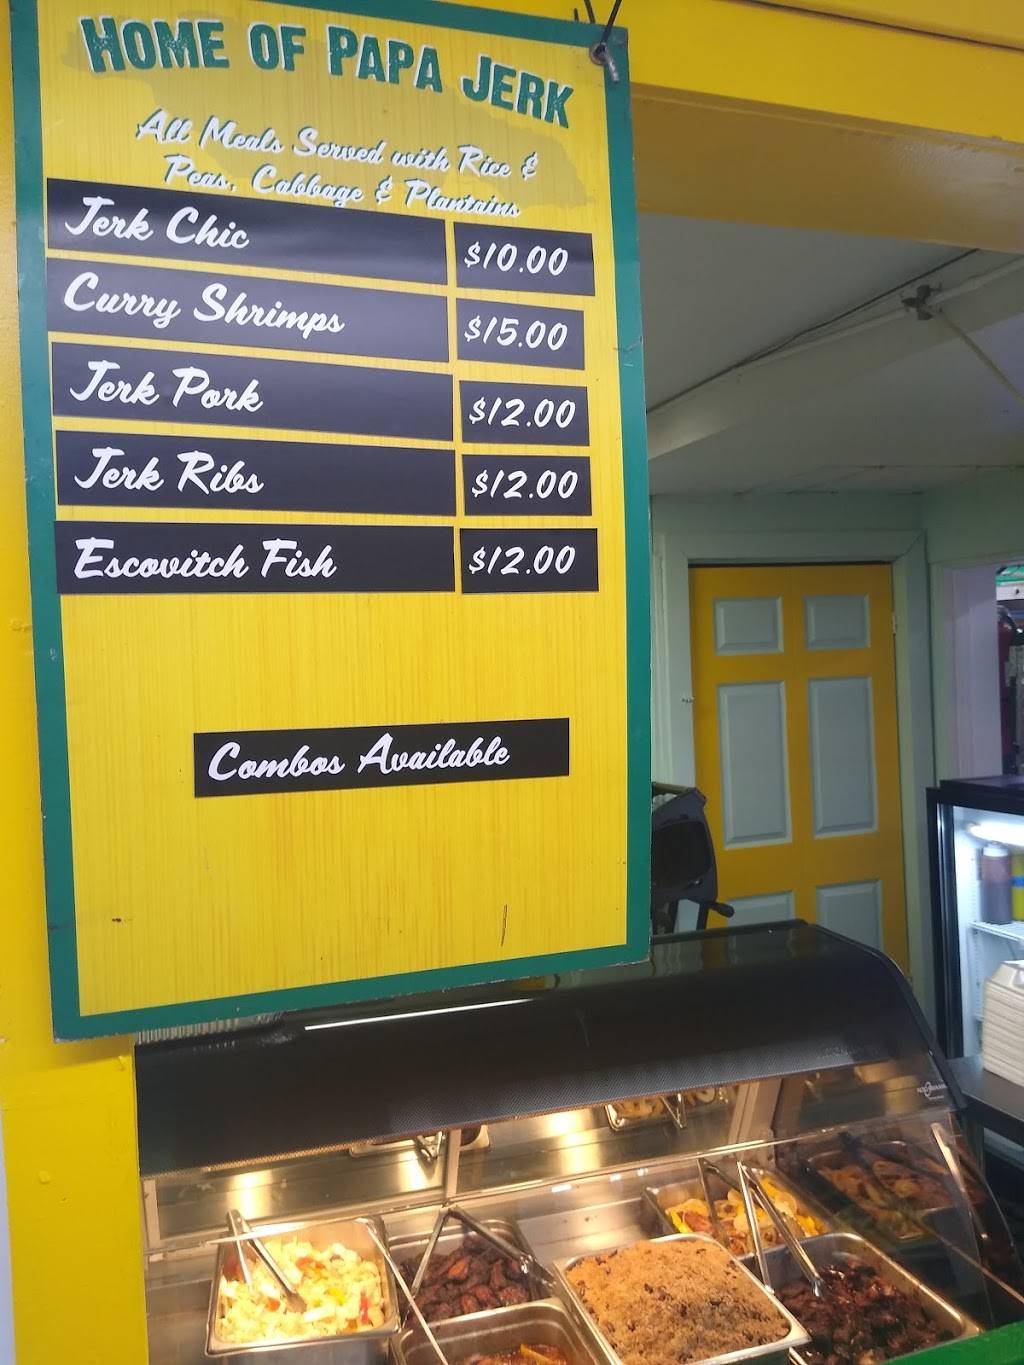 HOME OF PAPA JERK
All Meals Served with Rice &
Peas, Cabbage & Plantains
Jerk Chic $10.00
Curry Shrimps $15.00
Jerk Pork $12.00
Jerk Ribs $12.00
Escovitch Fish $12.00
Combos Available